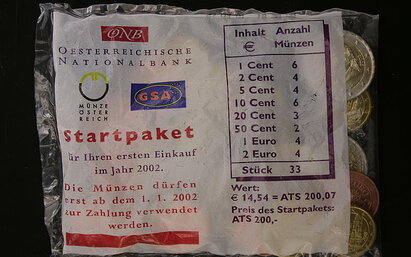 ONB
OESTERREICHISCHE
NATIONALBANK
MÜNZE
ÖSTER
REICH
GSA
Startpaket
für Ihren ersten Einkauf
im Jahr 2002.
Die Münzen dürfen
erst ab dem 1. 1. 2002
zur Zahlung verwendet
werden.
Inhalt Anzahl
€ Münzen
1 Cent 6
2 Cent 4
5 Cent 4
10 Cent 6
20 Cent 3
50 Cent 2
1 Euro 4
2 Euro 4
Stück 33
Wert:
€ 14,54 = ATS 200,07
Preis des Startpakets:
ATS 200,-